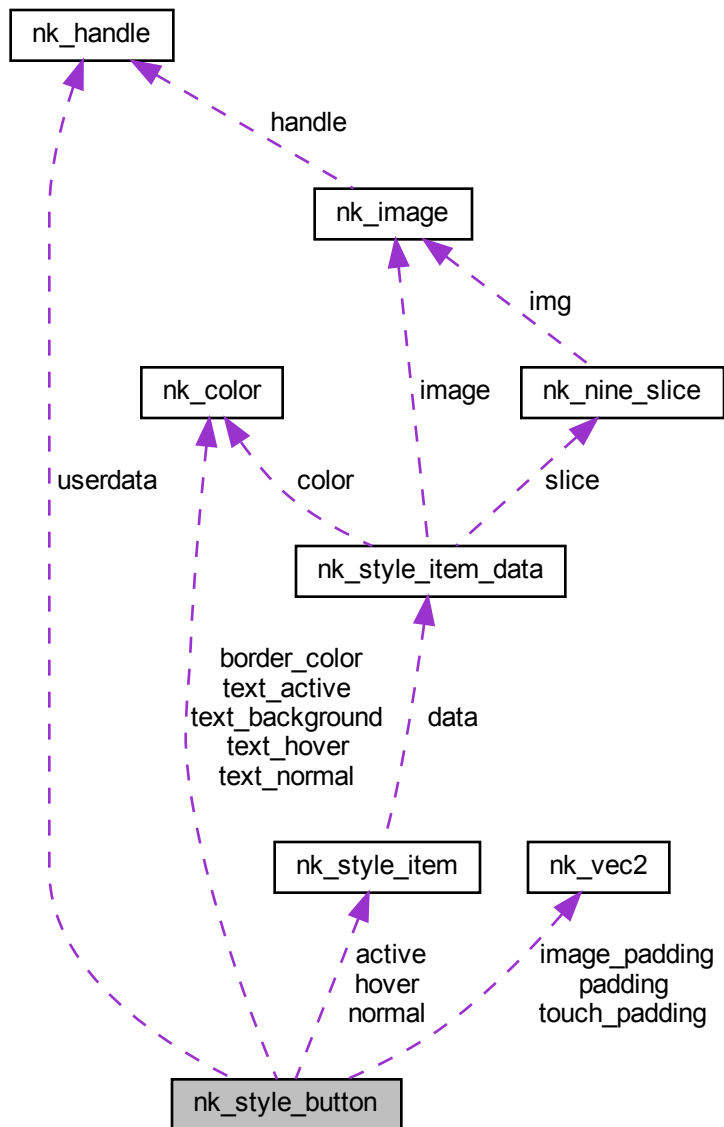 nk_handle
handle
nk_image
img
nk_color
image
nk_nine_slice
userdata
color
slice
nk_style_item_data
border_color
text_active
text_background
text_hover
text_normal
data
nk_style_item
nk_vec2
active
hover
normal
image_padding
padding
touch_padding
nk_style_button